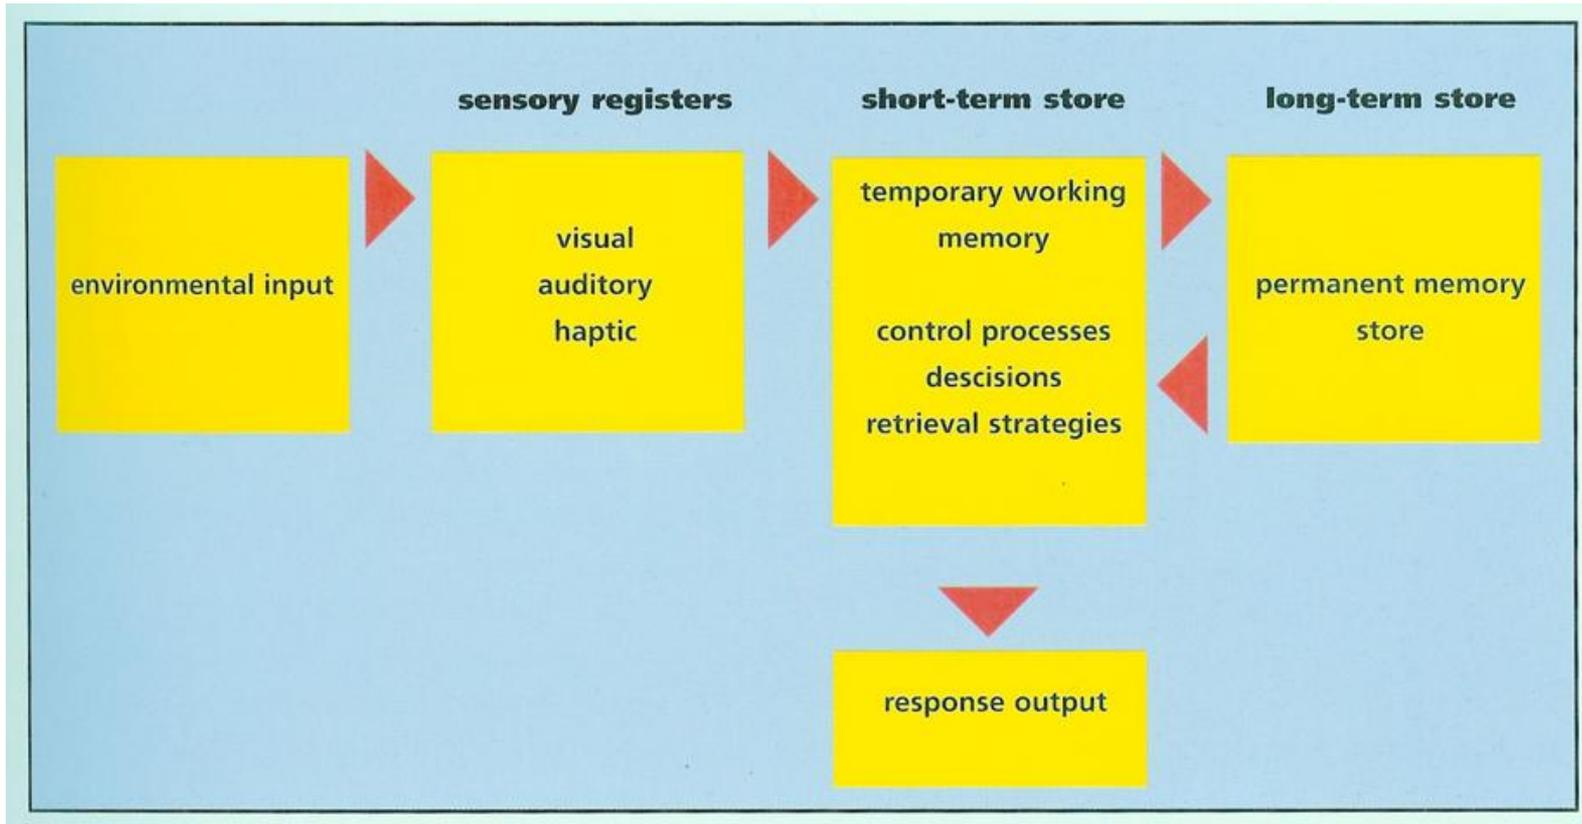 sensory registers
short-term store
long-term store
environmental input
visual
auditory
haptic
temporary working
memory
control processes
descisions
retrieval strategies
permanent memory
store
response output